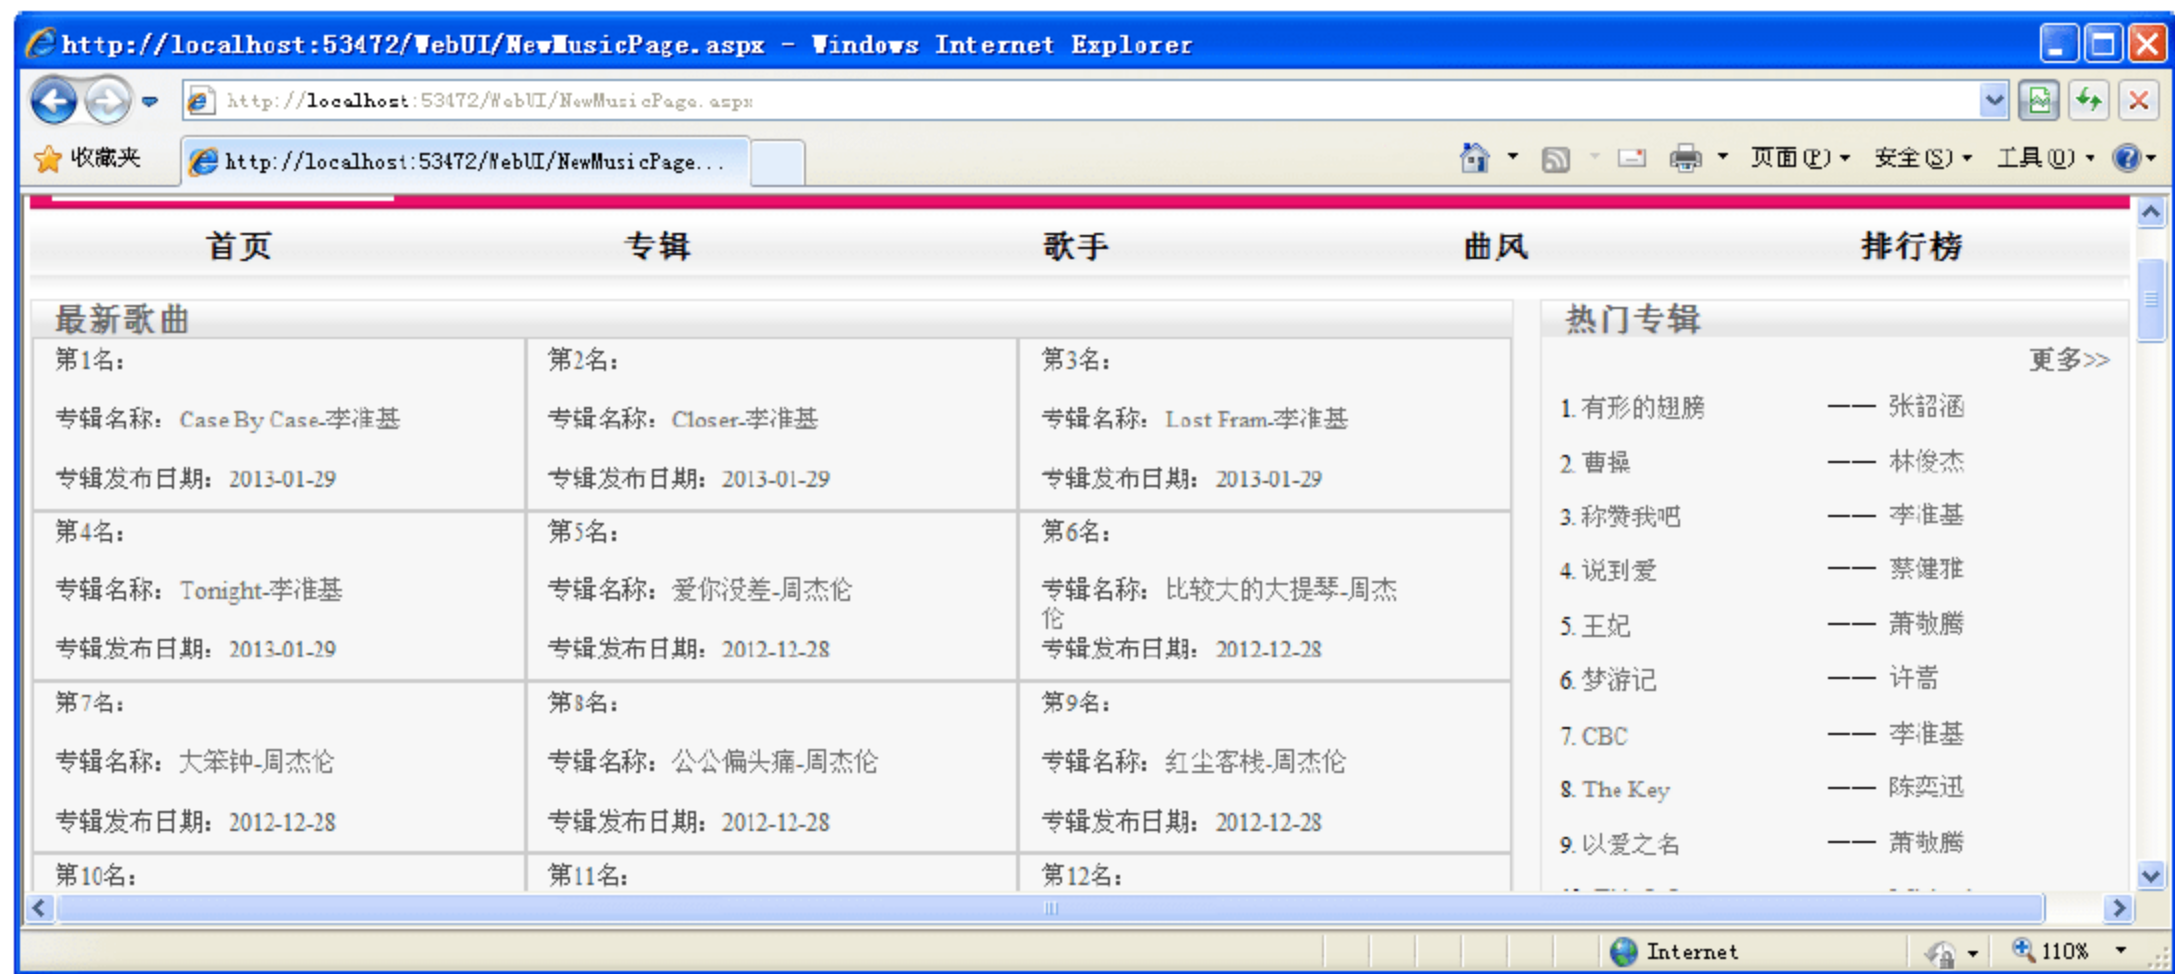 http://localhost:53472/WebUI/NewMusicPage.aspx - Windows Internet Explorer
http://localhost:53472/WebUI/NewMusicPage.aspx
收藏夹 http://localhost:53472/WebUI/NewMusicPage... 页面(P) 安全(S) 工具(O)
首页 专辑 歌手 曲风 排行榜
最新歌曲
第1名: 第2名: 第3名:
专辑名称: Case By Case-李准基 专辑名称: Closer-李准基 专辑名称: Lost Fram-李准基
专辑发布日期: 2013-01-29 专辑发布日期: 2013-01-29 专辑发布日期: 2013-01-29
第4名: 第5名: 第6名:
专辑名称: Tonight-李准基 专辑名称: 爱你没差-周杰伦 专辑名称: 比较大的大提琴-周杰
伦
专辑发布日期: 2013-01-29 专辑发布日期: 2012-12-28 专辑发布日期: 2012-12-28
第7名: 第8名: 第9名:
专辑名称: 大笨钟-周杰伦 专辑名称: 公公偏头痛-周杰伦 专辑名称: 红尘客栈-周杰伦
专辑发布日期: 2012-12-28 专辑发布日期: 2012-12-28 专辑发布日期: 2012-12-28
第10名: 第11名: 第12名:
热门专辑
更多>>
1. 有形的翅膀 —— 张韶涵
2. 曹操 —— 林俊杰
3. 称赞我吧 —— 李准基
4. 说到爱 —— 蔡健雅
5. 王妃 —— 萧敬腾
6. 梦游记 —— 许嵩
7. CBC —— 李准基
8. The Key —— 陈奕迅
9. 以爱之名 —— 萧敬腾
Internet 110%